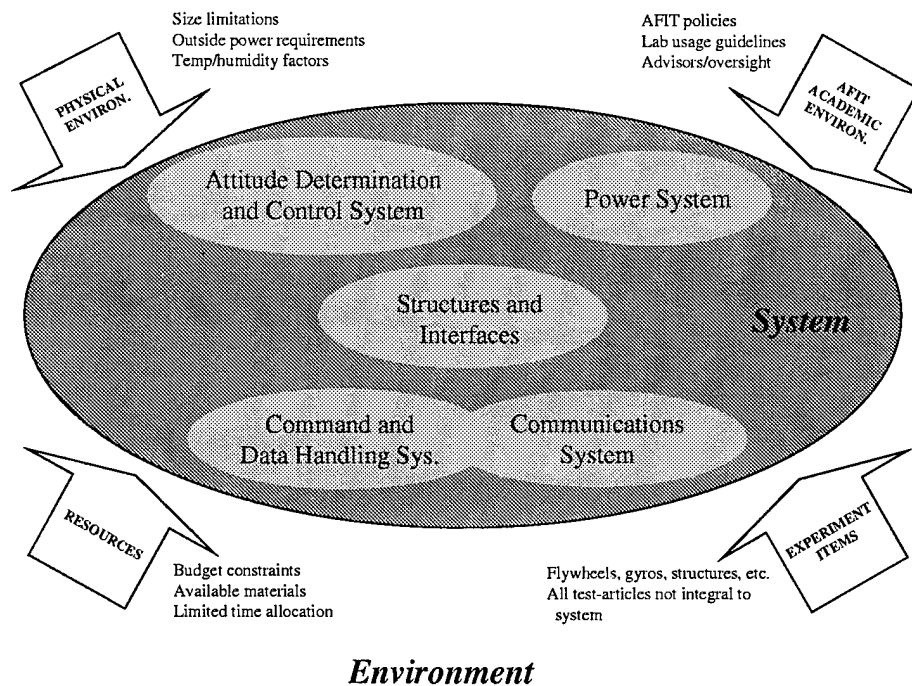 Size limitations
Outside power requirements
Temp/humidity factors
AFIT policies
Lab usage guidelines
Advisors/oversight
PHYSICAL
ENVIRON.
AFIT
ACADEMIC
ENVIRON.
Attitude Determination
and Control System
Power System
Structures and
Interfaces
System
Command and
Data Handling Sys.
Communications
System
RESOURCES
EXPERIMENT
ITEMS
Budget constraints
Available materials
Limited time allocation
Flywheels, gyros, structures, etc.
All test-articles not integral to
system
Environment